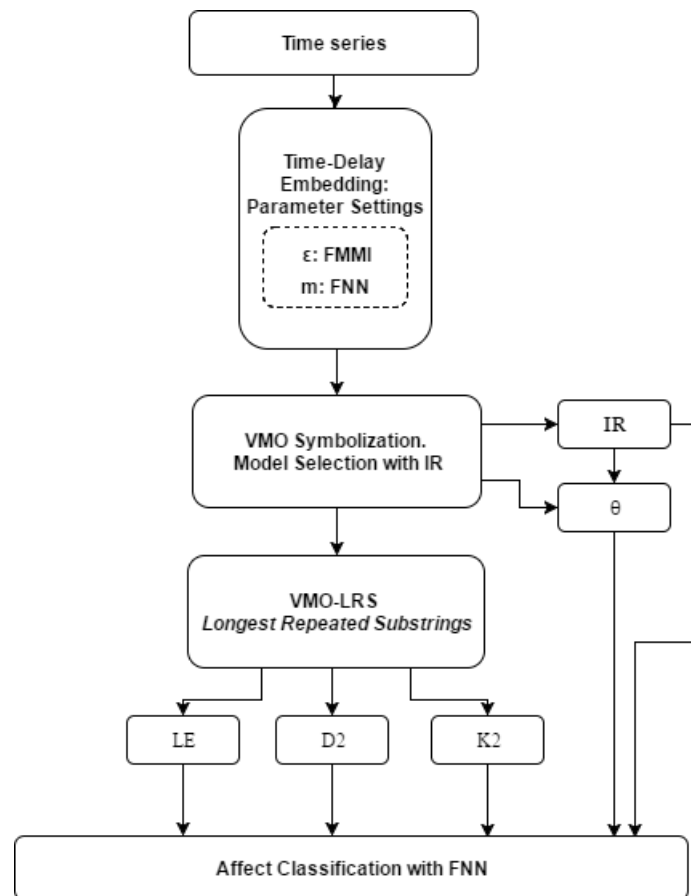 Time series
Time-Delay
Embedding:
Parameter Settings
ε: FMMI
m: FNN
VMO Symbolization.
Model Selection with IR
IR
θ
VMO-LRS
Longest Repeated Substrings
LE
D2
K2
Affect Classification with FNN